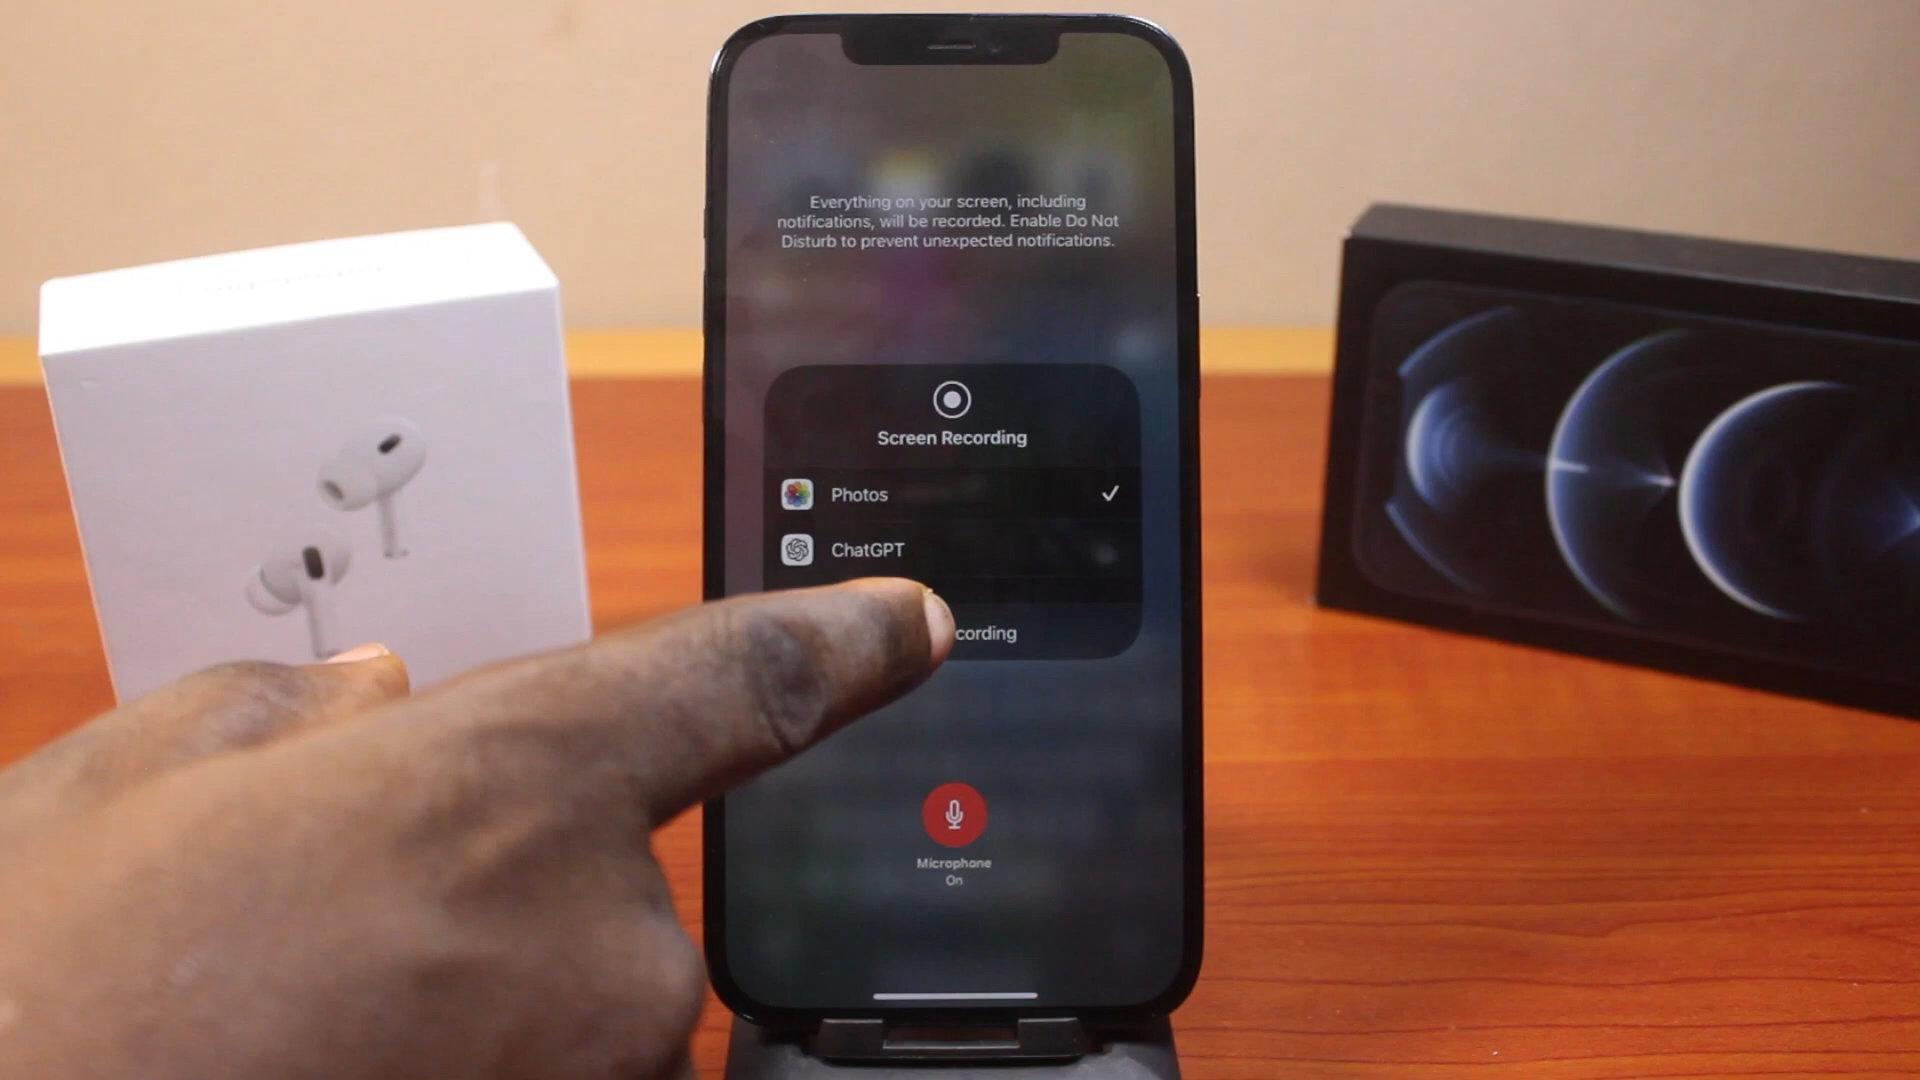 Everything on your screen, including
notifications, will be recorded. Enable Do Not
Disturb to prevent unexpected notifications.
Screen Recording
Photos
ChatGPT
cording
Microphone
On